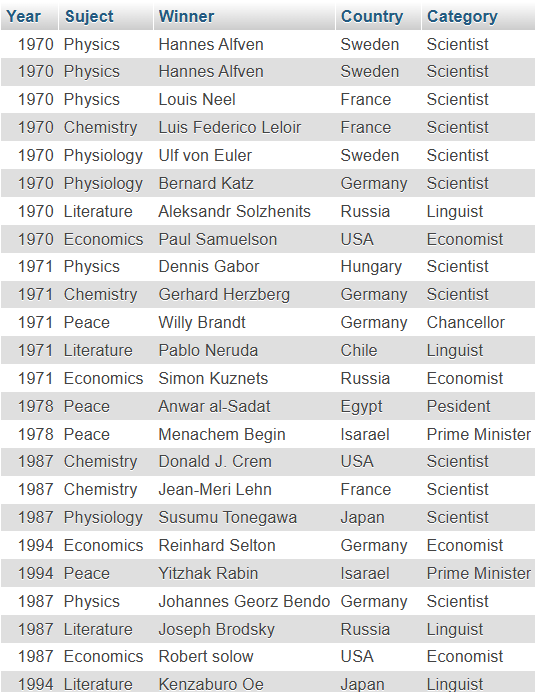 Year Suject Winner Country Category
1970 Physics Hannes Alfven Sweden Scientist
1970 Physics Hannes Alfven Sweden Scientist
1970 Physics Louis Neel France Scientist
1970 Chemistry Luis Federico Leloir France Scientist
1970 Physiology Ulf von Euler Sweden Scientist
1970 Physiology Bernard Katz Germany Scientist
1970 Literature Aleksandr Solzhenits Russia Linguist
1970 Economics Paul Samuelson USA Economist
1971 Physics Dennis Gabor Hungary Scientist
1971 Chemistry Gerhard Herzberg Germany Scientist
1971 Peace Willy Brandt Germany Chancellor
1971 Literature Pablo Neruda Chile Linguist
1971 Economics Simon Kuznets Russia Economist
1978 Peace Anwar al-Sadat Egypt Pesident
1978 Peace Menachem Begin Isarael Prime Minister
1987 Chemistry Donald J. Crem USA Scientist
1987 Chemistry Jean-Meri Lehn France Scientist
1987 Physiology Susumu Tonegawa Japan Scientist
1994 Economics Reinhard Selton Germany Economist
1994 Peace Yitzhak Rabin Isarael Prime Minister
1987 Physics Johannes Georz Bendo Germany Scientist
1987 Literature Joseph Brodsky Russia Linguist
1987 Economics Robert solow USA Economist
1994 Literature Kenzaburo Oe Japan Linguist